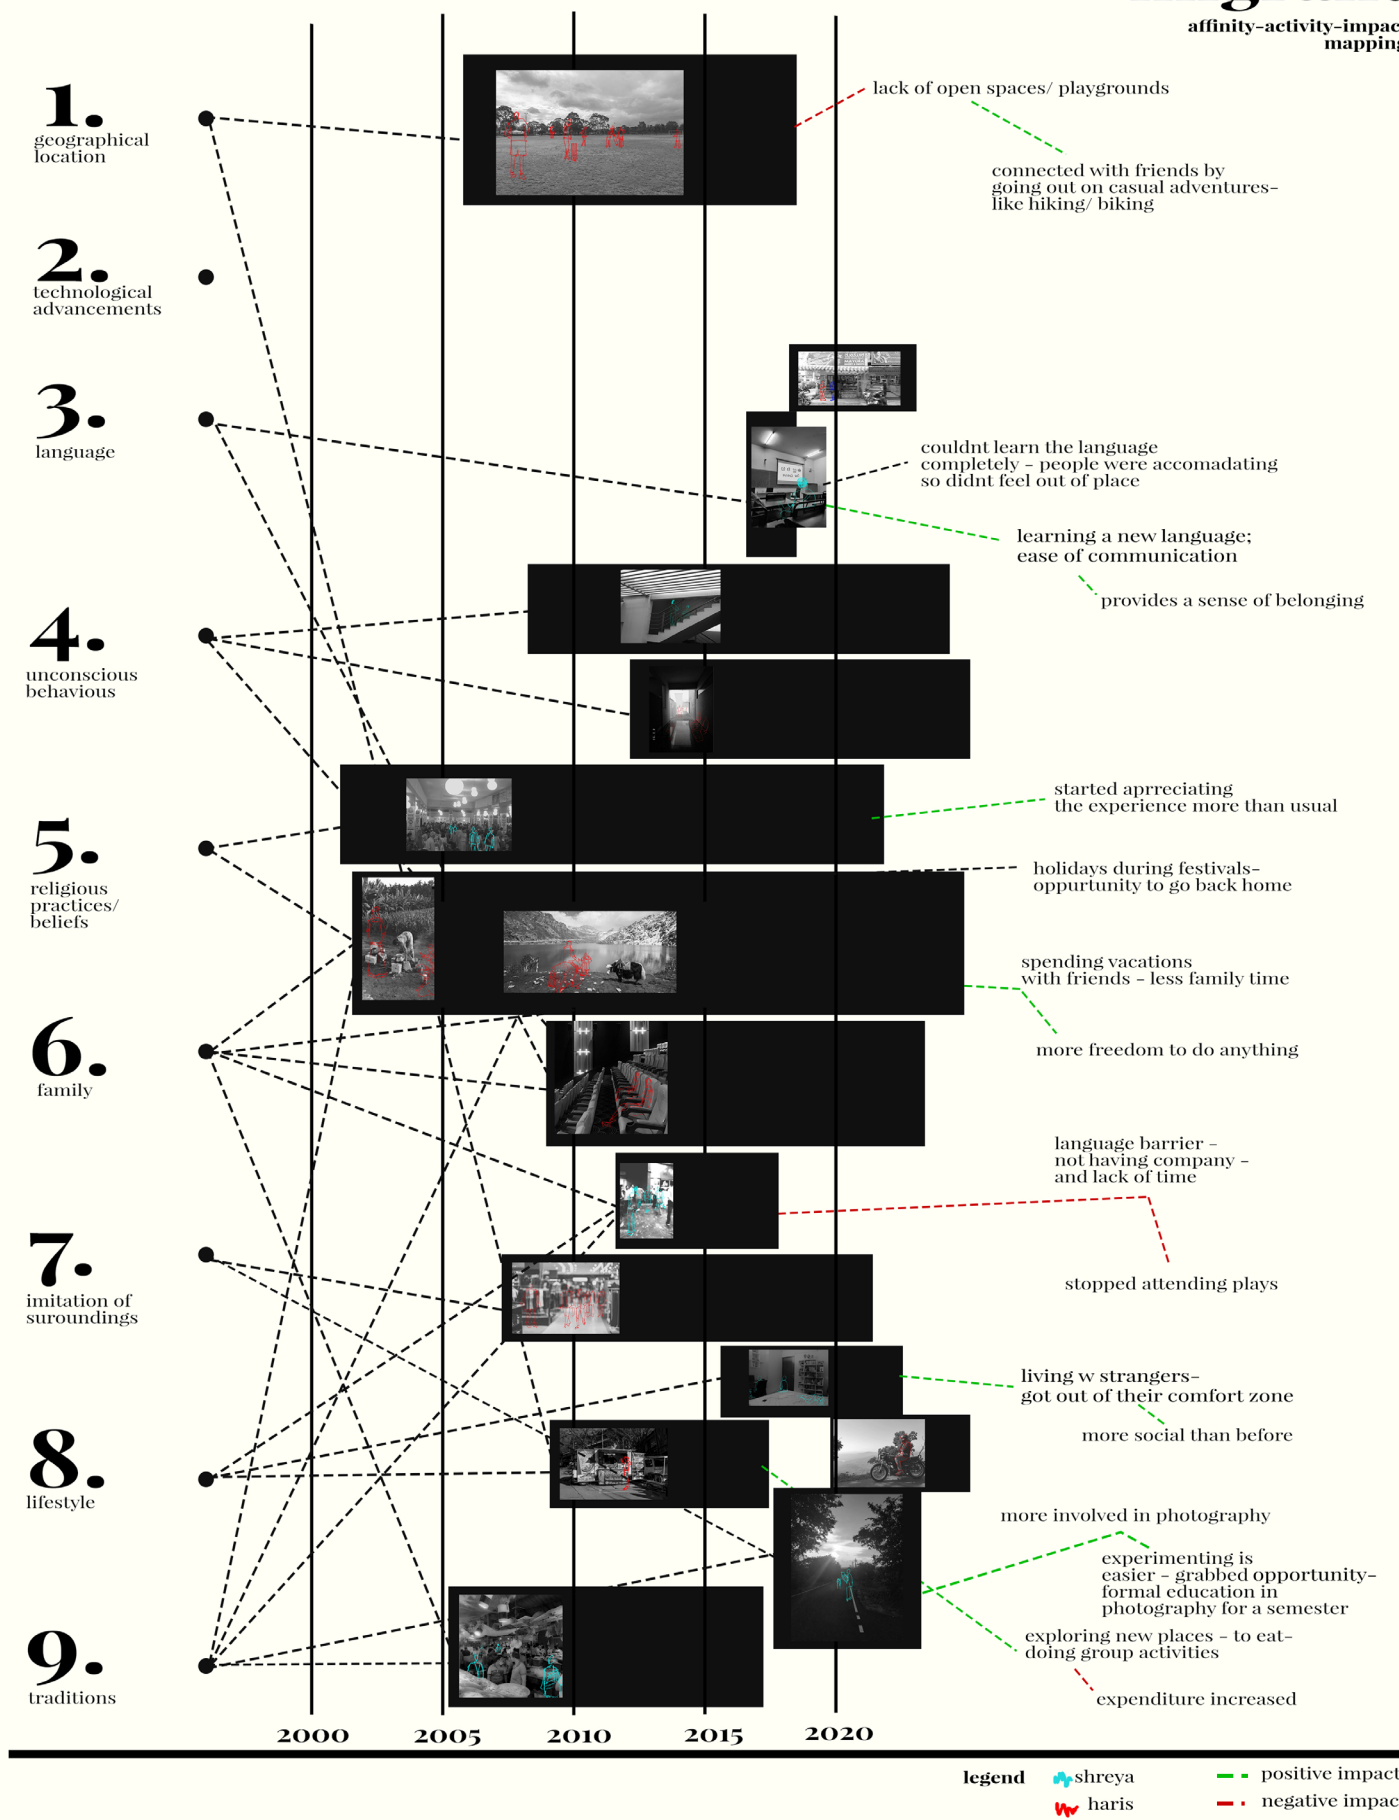 affinity-activity-impac
mapping
1.
geographical
location
lack of open spaces/ playgrounds
connected with friends by
going out on casual adventures-
like hiking/ biking
2.
technological
advancements
3.
language
couldnt learn the language
completely - people were accomadating
so didnt feel out of place
learning a new language;
ease of communication
provides a sense of belonging
4.
unconscious
behavious
5.
religious
practices/
beliefs
started aprreciating
the experience more than usual
holidays during festivals-
oppurtunity to go back home
spending vacations
with friends - less family time
more freedom to do anything
6.
family
language barrier -
not having company -
and lack of time
stopped attending plays
7.
imitation of
suroundings
living w strangers-
got out of their comfort zone
more social than before
8.
lifestyle
more involved in photography
experimenting is
easier - grabbed opportunity-
formal education in
photography for a semester
exploring new places - to eat-
doing group activities
expenditure increased
9.
traditions
2000 2005 2010 2015 2020
legend
shreya
haris
positive impact
negative impac